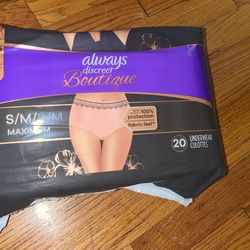 always
discreet
Boutique
S/M/
MAXIMUM
100%
protection
fabric feel
20 UNDERWEAR
CULOTTES